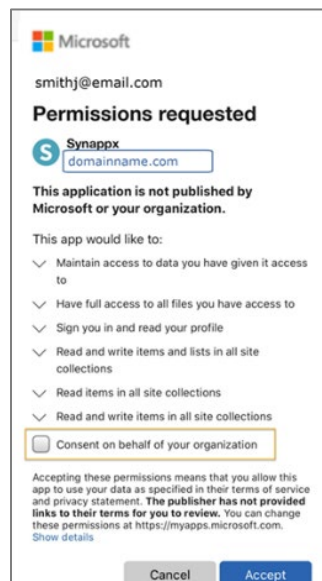 Microsoft
smithj@email.com
Permissions requested
S
Synappx
domainname.com
This application is not published by
Microsoft or your organization.
This app would like to:
Maintain access to data you have given it access
to
Have full access to all files you have access to
Sign you in and read your profile
Read and write items and lists in all site
collections
Read items in all site collections
Read and write items in all site collections
Consent on behalf of your organization
Accepting these permissions means that you allow this
app to use your data as specified in their terms of service
and privacy statement. The publisher has not provided
links to their terms for you to review. You can change
these permissions at https://myapps.microsoft.com.
Show details
Cancel
Accept